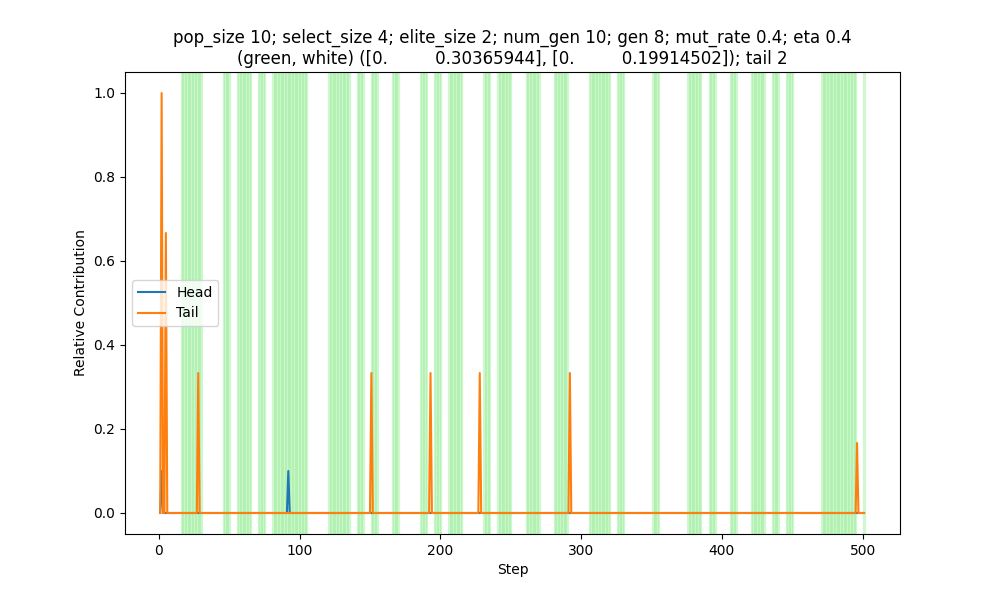 pop_size 10; select_size 4; elite_size 2; num_gen 10; gen 8; mut_rate 0.4; eta 0.4
(green, white) ([0. 0.30365944], [0. 0.19914502]); tail 2
1.0
0.8
0.6
0.4
0.2
0.0
Relative Contribution
Head
Tail
0 100 200 300 400 500
Step